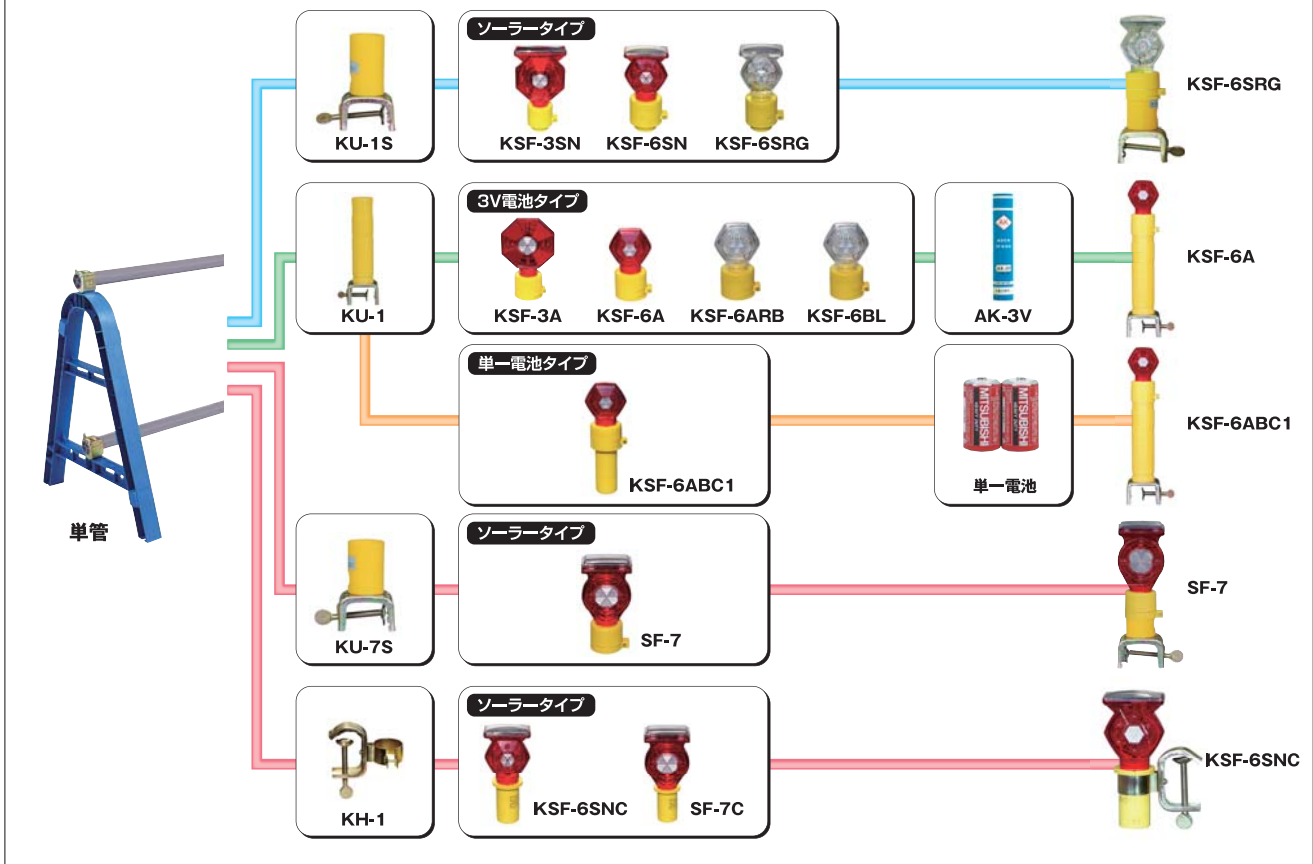 ソーラータイプ
KU-1S
KSF-3SN
KSF-6SN
KSF-6SRG
KSF-6SRG
3V電池タイプ
KU-1
KSF-3A
KSF-6A
KSF-6ARB
KSF-6BL
AK-3V
KSF-6A
単一電池タイプ
KSF-6ABC1
MITSUBISHI
MITSUBISHI
単一電池
KSF-6ABC1
単管
ソーラータイプ
KU-7S
SF-7
SF-7
ソーラータイプ
KH-1
KSF-6SNC
SF-7C
KSF-6SNC